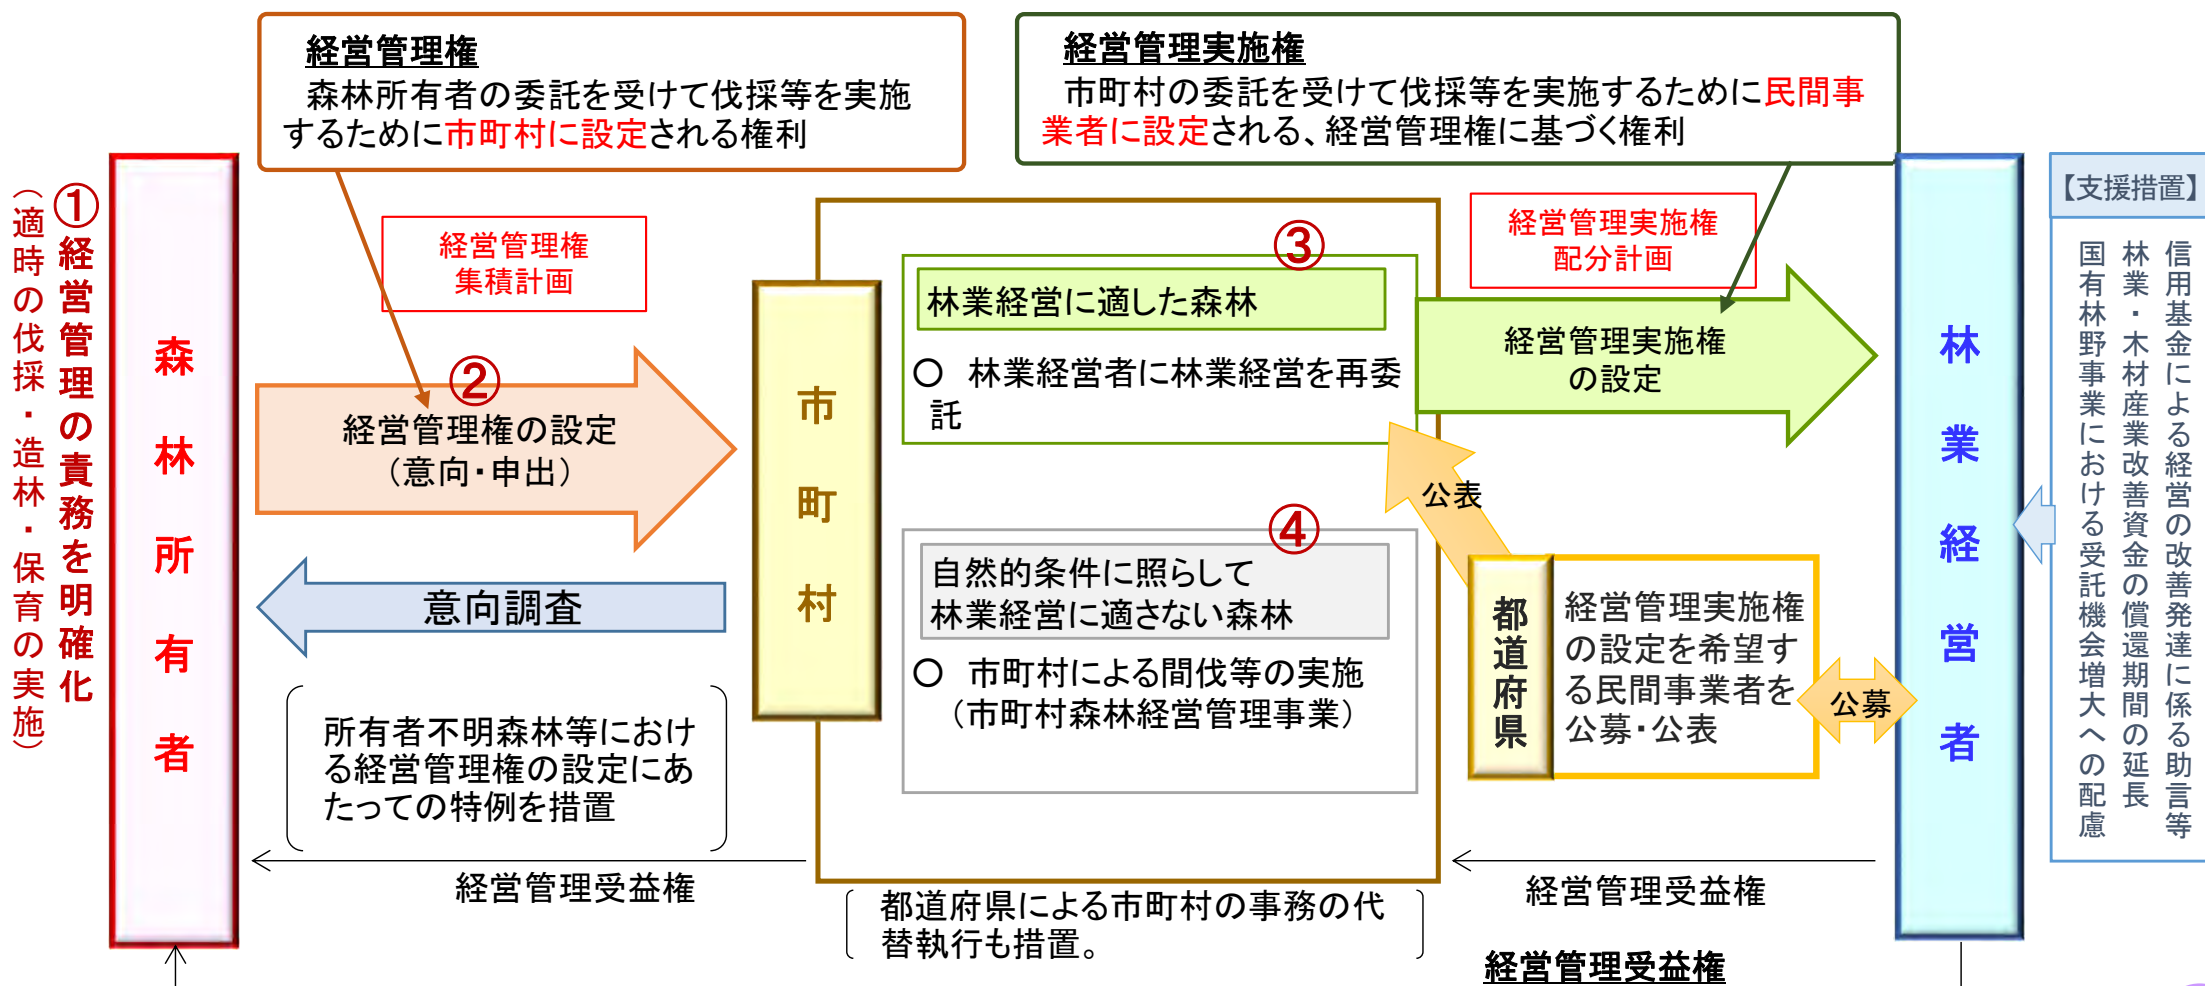 経営管理権
森林所有者の委託を受けて伐採等を実施
するために市町村に設定される権利
経営管理実施権
市町村の委託を受けて伐採等を実施するために民間事
業者に設定される、経営管理権に基づく権利
①経営管理の責務を明確化
（適時の伐採・造林・保育の実施）
森林所有者
経営管理権
集積計画
②
経営管理権の設定
（意向・申出）
意向調査
所有者不明森林等におけ
る経営管理権の設定にあ
たっての特例を措置
経営管理受益権
市町村
③
林業経営に適した森林
○　林業経営者に林業経営を再委
託
④
自然的条件に照らして
林業経営に適さない森林
○　市町村による間伐等の実施
（市町村森林経営管理事業）
都道府県による市町村の事務の代
替執行も措置。
経営管理実施権
配分計画
経営管理実施権
の設定
公表
都道府県
経営管理実施権
の設定を希望す
る民間事業者を
公募・公表
公募
経営管理受益権
経営管理受益権
林業経営者
【支援措置】
信用基金による経営の改善発達に係る助言等
林業・木材産業改善資金の償還期間の延長
国有林野事業における受託機会増大への配慮